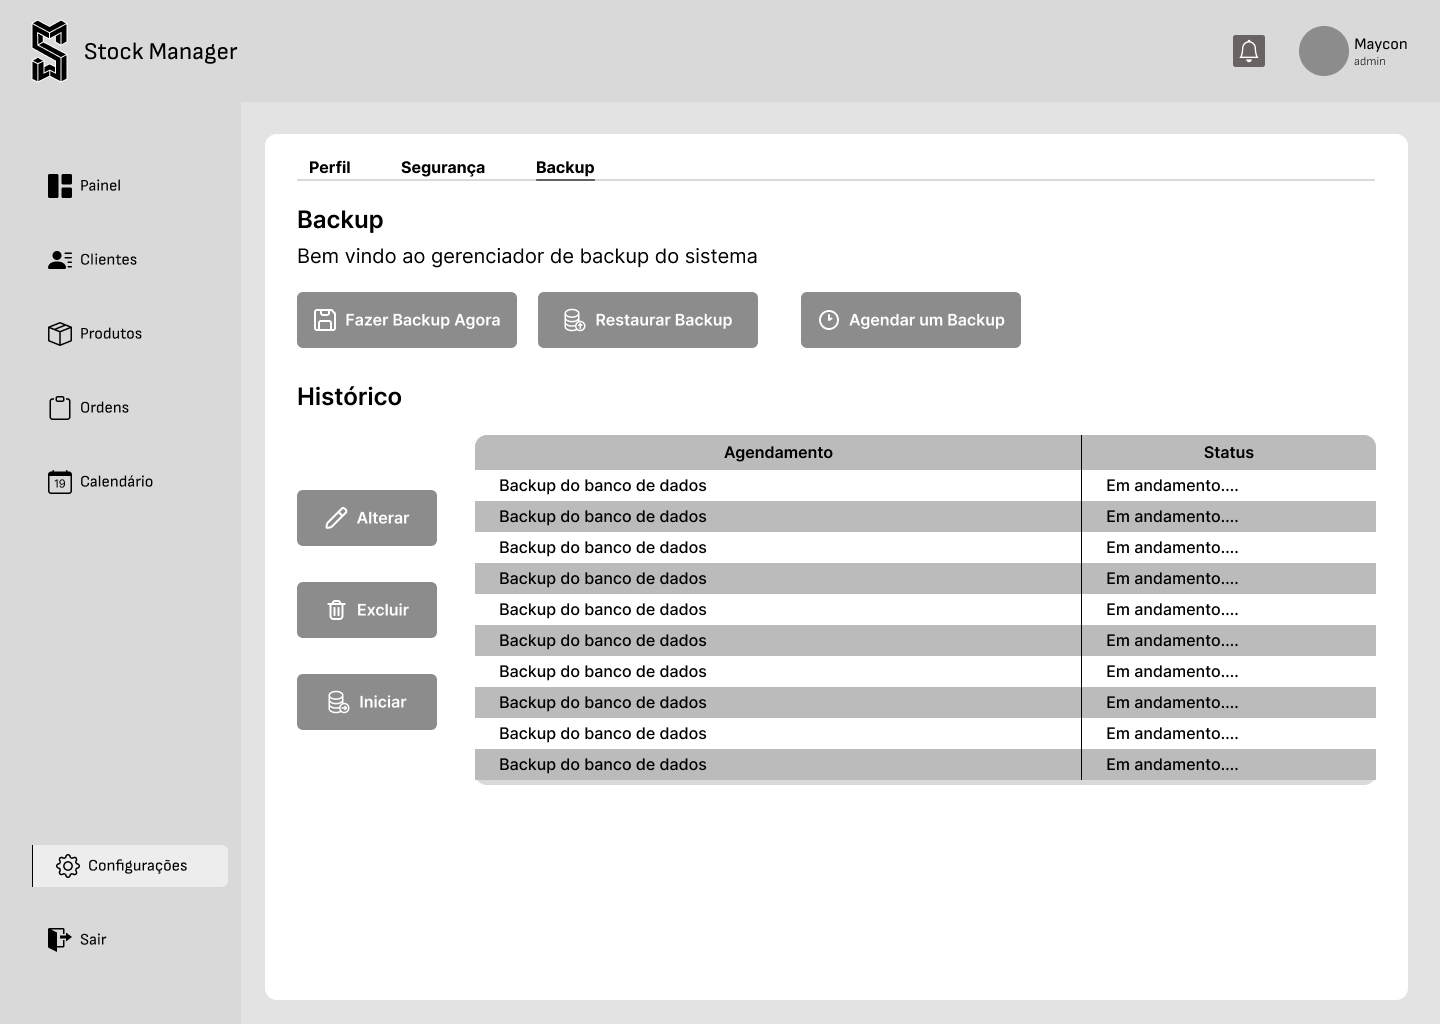 Stock Manager
Maycon
admin
Painel
Clientes
Produtos
Ordens
19
Calendário
Configurações
Sair
Perfil Segurança Backup
Backup
Bem vindo ao gerenciador de backup do sistema
Fazer Backup Agora Restaurar Backup Agendar um Backup
Histórico
Alterar
Excluir
Iniciar
Agendamento Status
Backup do banco de dados Em andamento....
Backup do banco de dados Em andamento....
Backup do banco de dados Em andamento....
Backup do banco de dados Em andamento....
Backup do banco de dados Em andamento....
Backup do banco de dados Em andamento....
Backup do banco de dados Em andamento....
Backup do banco de dados Em andamento....
Backup do banco de dados Em andamento....
Backup do banco de dados Em andamento....